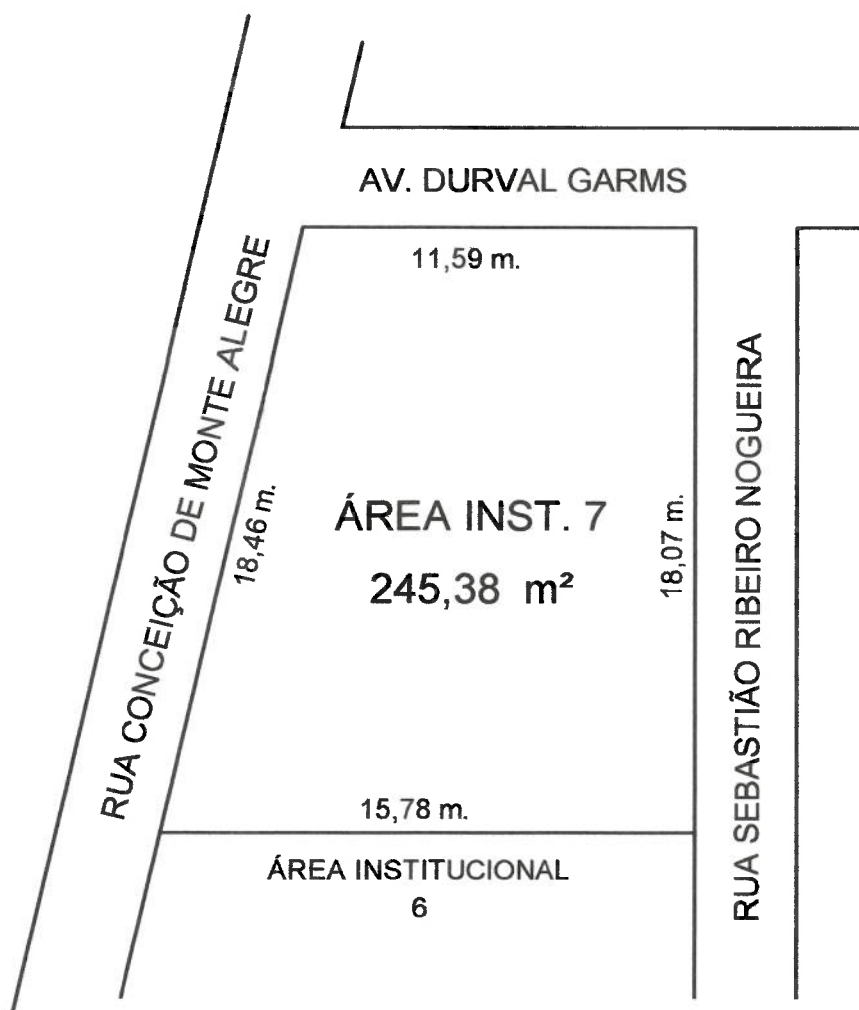 AV. DURVAL GARMS
11,59 m.
RUA CONCEIÇÃO DE MONTE ALEGRE
18,46 m.
ÁREA INST. 7
245,38 m²
18,07 m.
RUA SEBASTIÃO RIBEIRO NOGUEIRA
15,78 m.
ÁREA INSTITUCIONAL
6